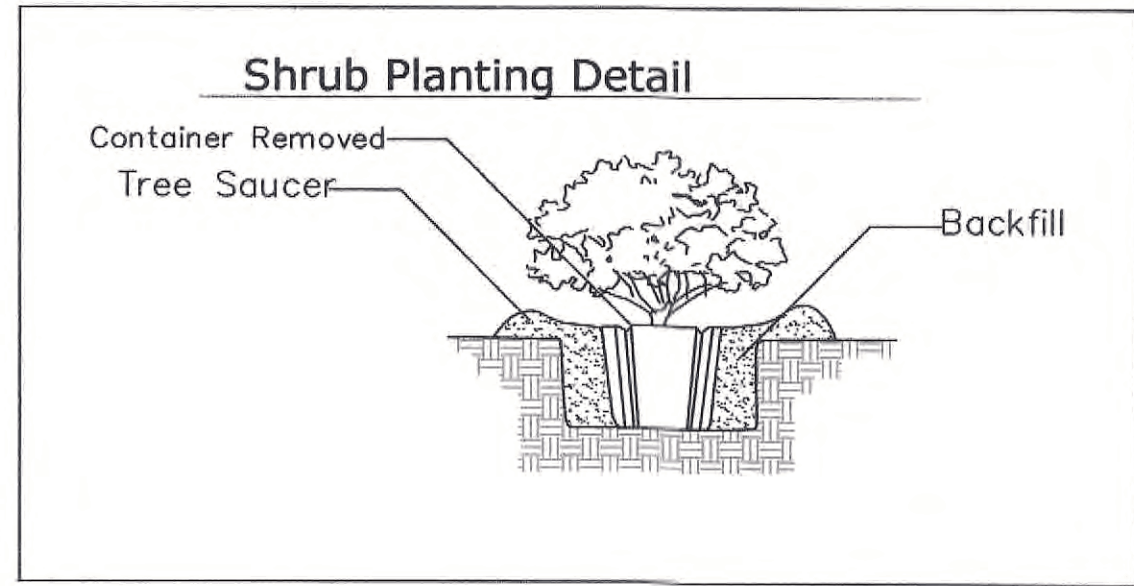 Shrub Planting Detail
Container Removed
Tree Saucer
Backfill